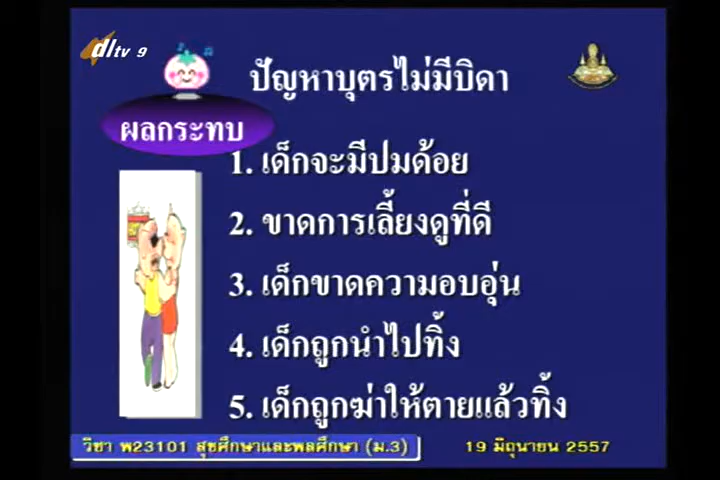 dltv 9
ปัญหาบุตรไม่มีบิดา
ผลกระทบ
1. เด็กจะมีปมด้อย
2. ขาดการเลี้ยงดูที่ดี
3. เด็กขาดความอบอุ่น
4. เด็กถูกนำไปทิ้ง
5. เด็กถูกฆ่าให้ตายแล้วทิ้ง
วิชา พ23101 สุขศึกษาและพลศึกษา (ม.3)
19 มิถุนายน 2557